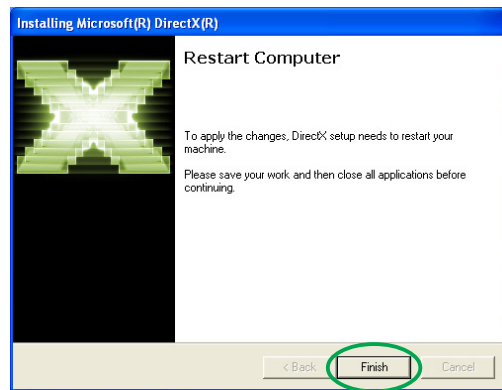 Installing Microsoft(R) DirectX(R)
Restart Computer
To apply the changes, DirectX setup needs to restart your
machine.
Please save your work and then close all applications before
continuing.
< Back Finish Cancel